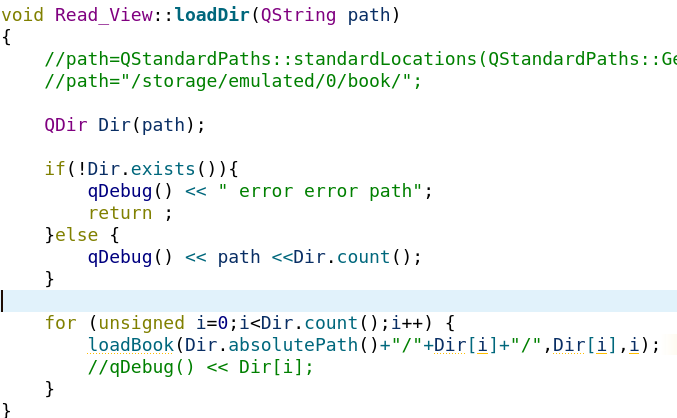 void Read_View::loadDir(QString path)
{
    //path=QStandardPaths::standardLocations(QStandardPaths::Ge
    //path="/storage/emulated/0/book/";
    QDir Dir(path);
    if(!Dir.exists()){
        qDebug() << " error error path";
        return ;
    }else {
        qDebug() << path <<Dir.count();
    }
    for (unsigned i=0;i<Dir.count();i++) {
        loadBook(Dir.absolutePath()+"/"+Dir[i]+"/",Dir[i],i);
        //qDebug() << Dir[i];
    }
}